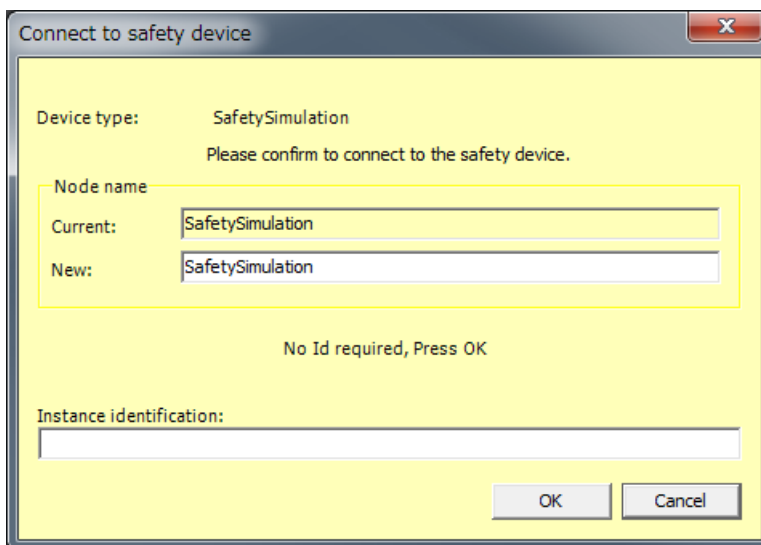 Connect to safety device
Device type: SafetySimulation
Please confirm to connect to the safety device.
Node name
Current: SafetySimulation
New: SafetySimulation
No Id required, Press OK
Instance identification:
OK Cancel